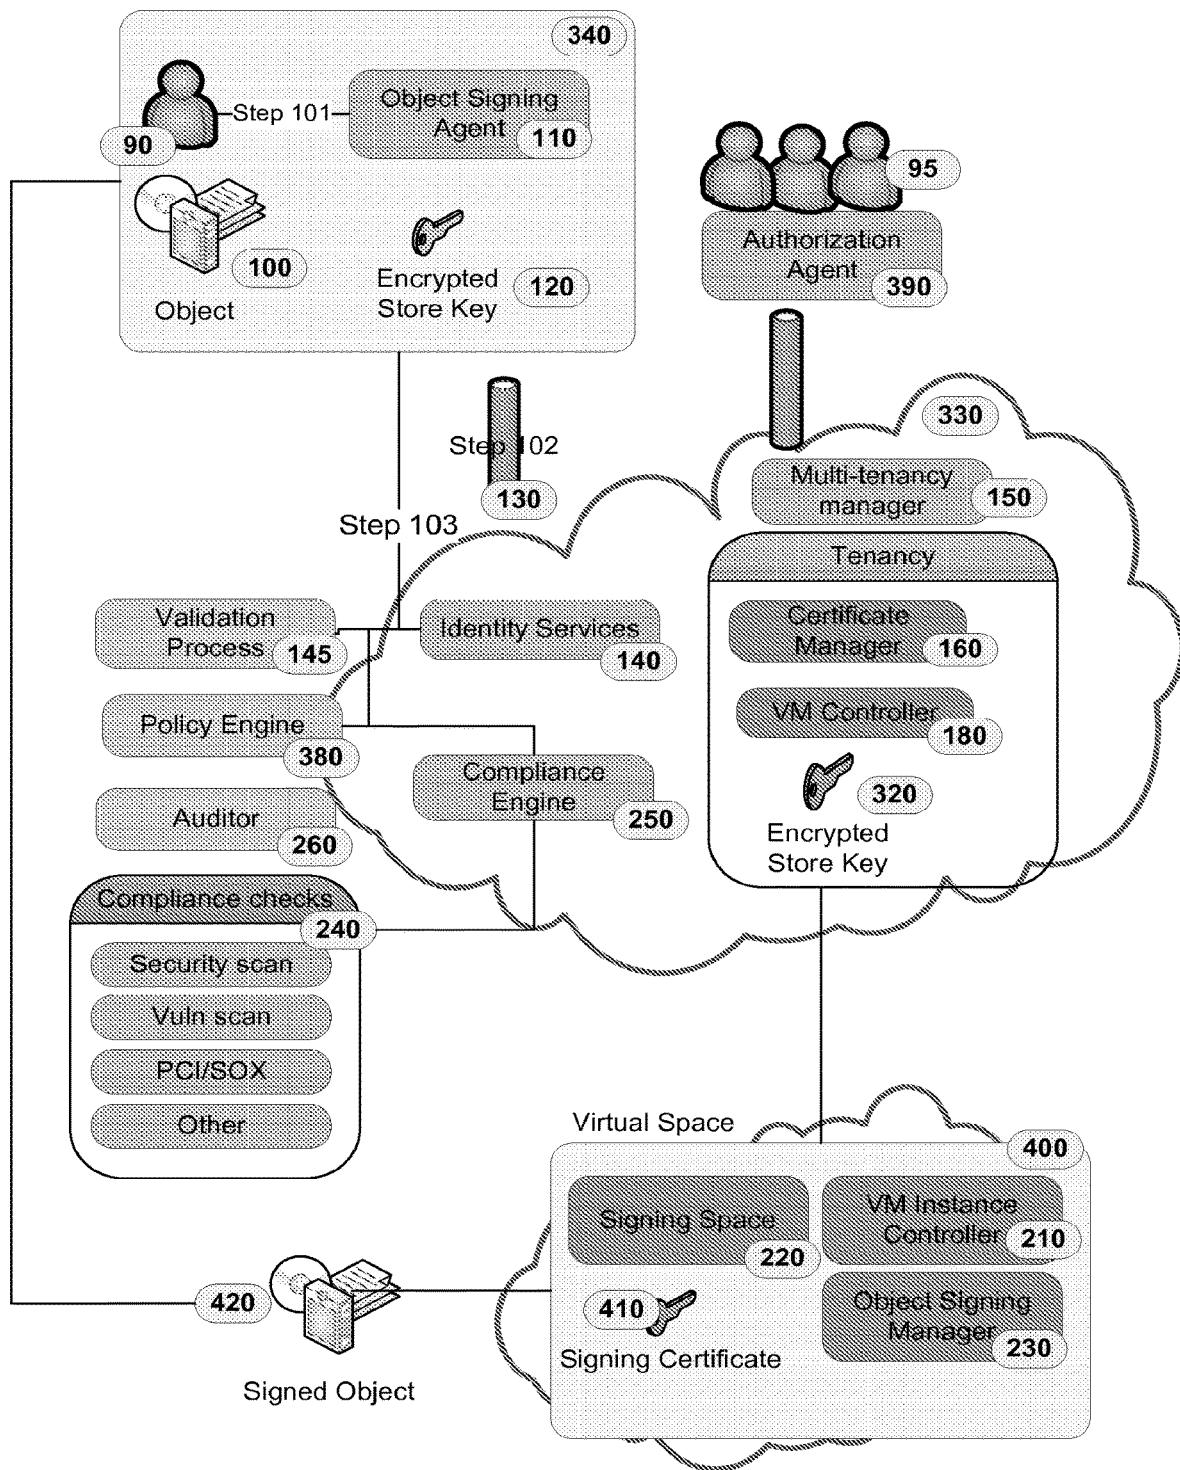 340
Step 101
Object Signing
Agent
110
90
100
Object
Encrypted
Store Key
120
95
Authorization
Agent
390
Step 102
130
Step 103
330
Multi-tenancy
manager
150
Tenancy
Certificate
Manager
160
VM Controller
180
320
Encrypted
Store Key
Validation
Process
145
Identity Services
140
Policy Engine
380
Compliance
Engine
250
Auditor
260
Compliance checks
240
Security scan
Vuln scan
PCI/SOX
Other
Virtual Space
400
Signing Space
220
VM Instance
Controller
210
410
Signing Certificate
Object Signing
Manager
230
420
Signed Object